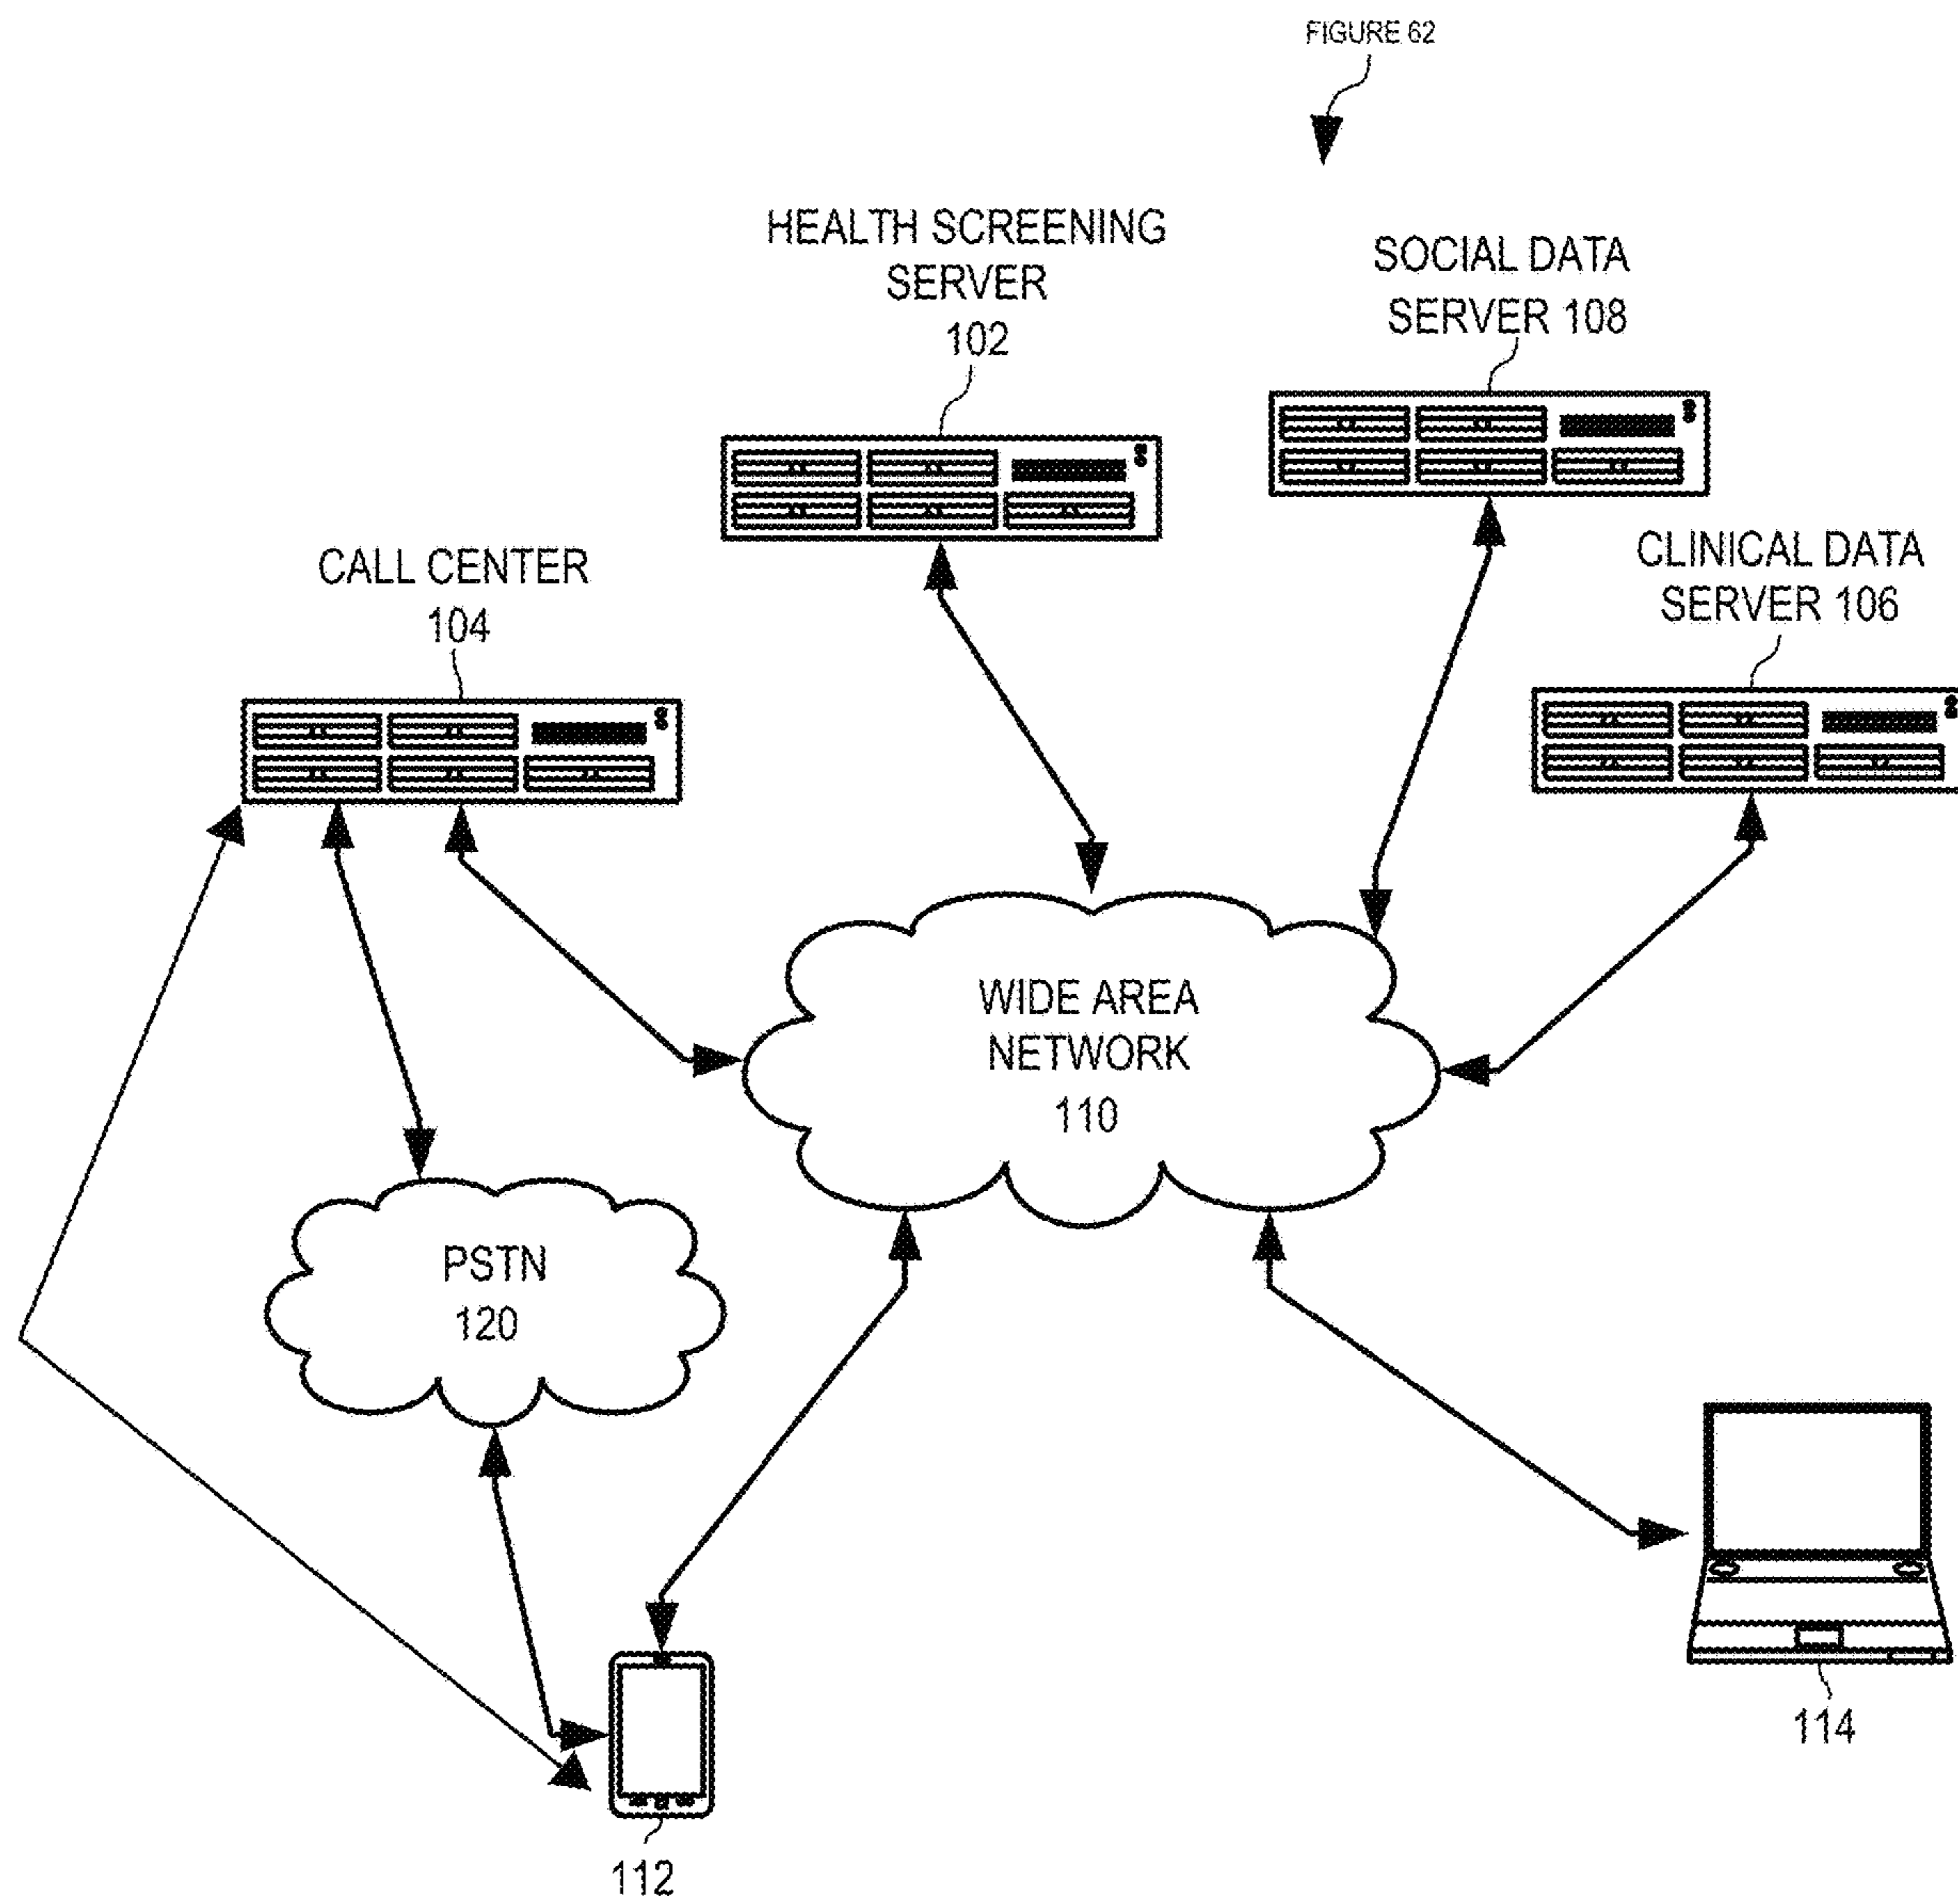 FIGURE 62
HEALTH SCREENING
SERVER
102
SOCIAL DATA
SERVER 108
CLINICAL DATA
SERVER 106
CALL CENTER
104
WIDE AREA
NETWORK
110
PSTN
120
114
112